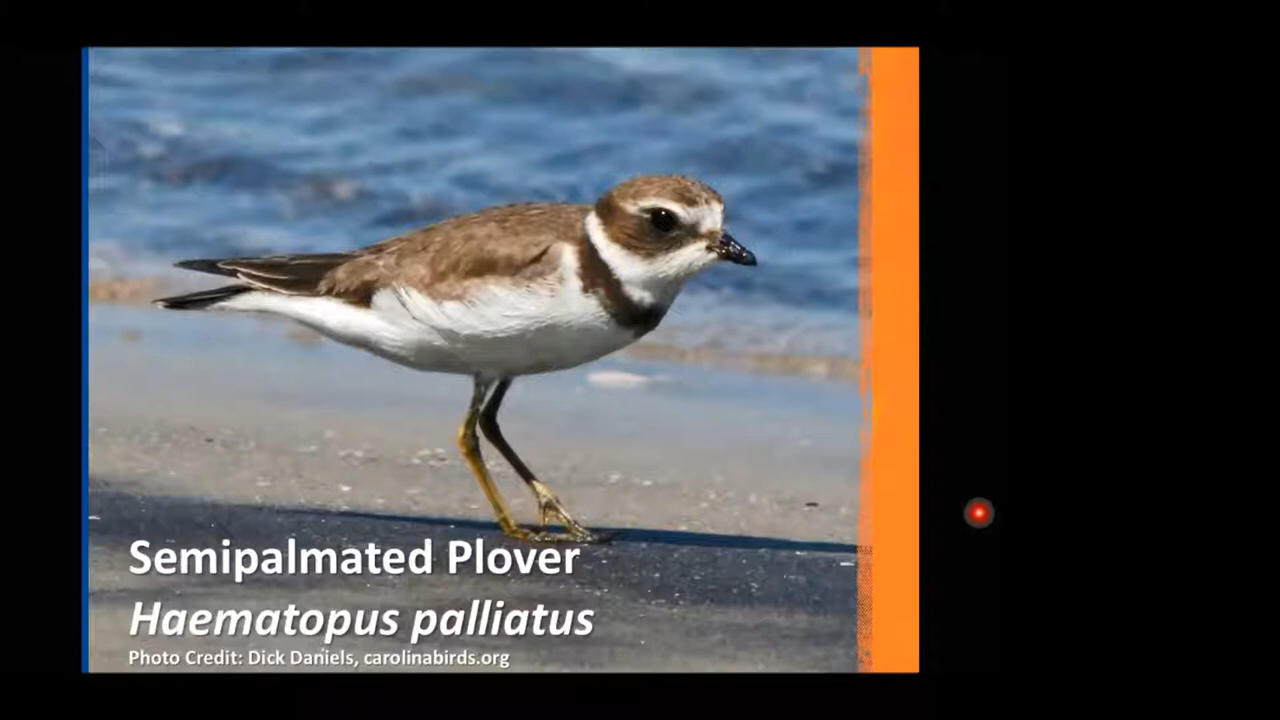 Semipalmated Plover
Haematopus palliatus
Photo Credit: Dick Daniels, carolinabirds.org